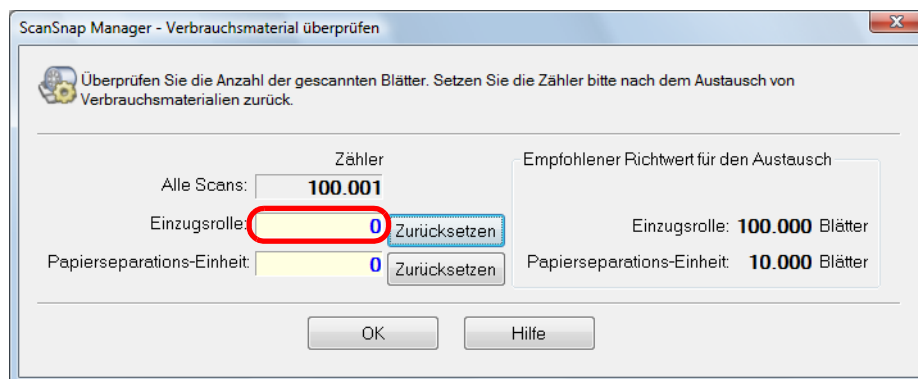 ScanSnap Manager - Verbrauchsmaterial überprüfen
Überprüfen Sie die Anzahl der gescannten Blätter. Setzen Sie die Zähler bitte nach dem Austausch von
Verbrauchsmaterialien zurück.
Zähler
Alle Scans: 100.001
Einzugsrolle: 0 Zurücksetzen
Papierseparations-Einheit: 0 Zurücksetzen
Empfohlener Richtwert für den Austausch
Einzugsrolle: 100.000 Blätter
Papierseparations-Einheit: 10.000 Blätter
OK Hilfe